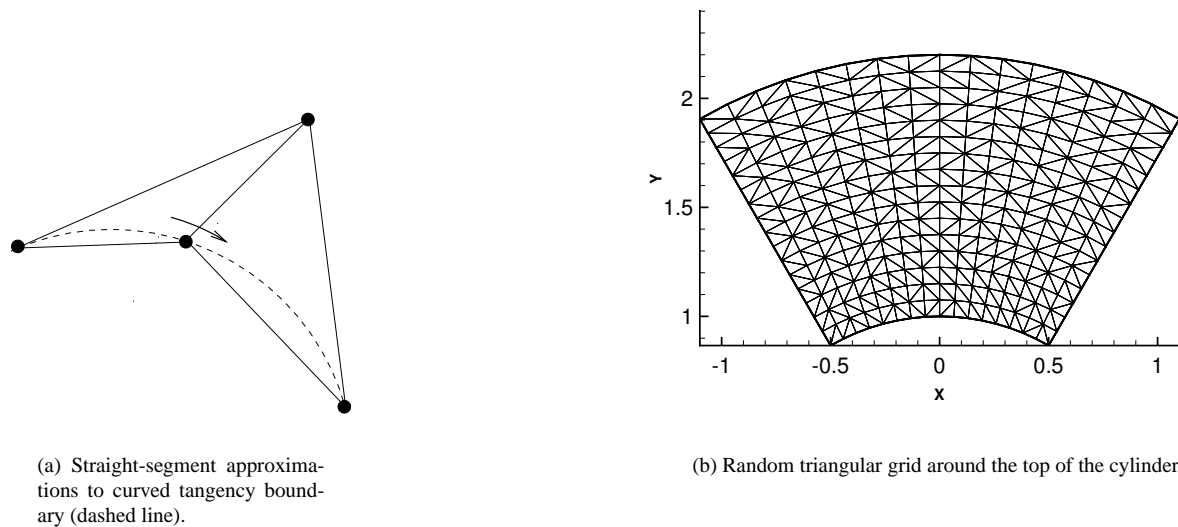 2
1.5
1
Y
-1
-0.5
0
0.5
1
X
(a) Straight-segment approxima-
tions to curved tangency bound-
ary (dashed line).
(b) Random triangular grid around the top of the cylinder